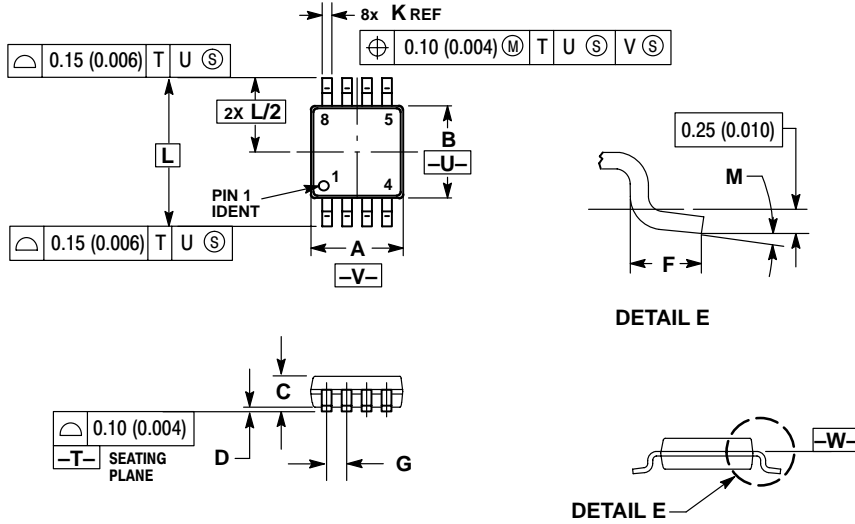 8x K REF
⌖ 0.10 (0.004) Ⓜ T U Ⓢ V Ⓢ
⌓ 0.15 (0.006) T U Ⓢ
2X L/2
8 5
B
–U–
L
1
4
PIN 1
IDENT
⌓ 0.15 (0.006) T U Ⓢ
A
–V–
0.25 (0.010)
M
F
DETAIL E
C
⌓ 0.10 (0.004)
–T– SEATING
PLANE
D
G
–W–
DETAIL E